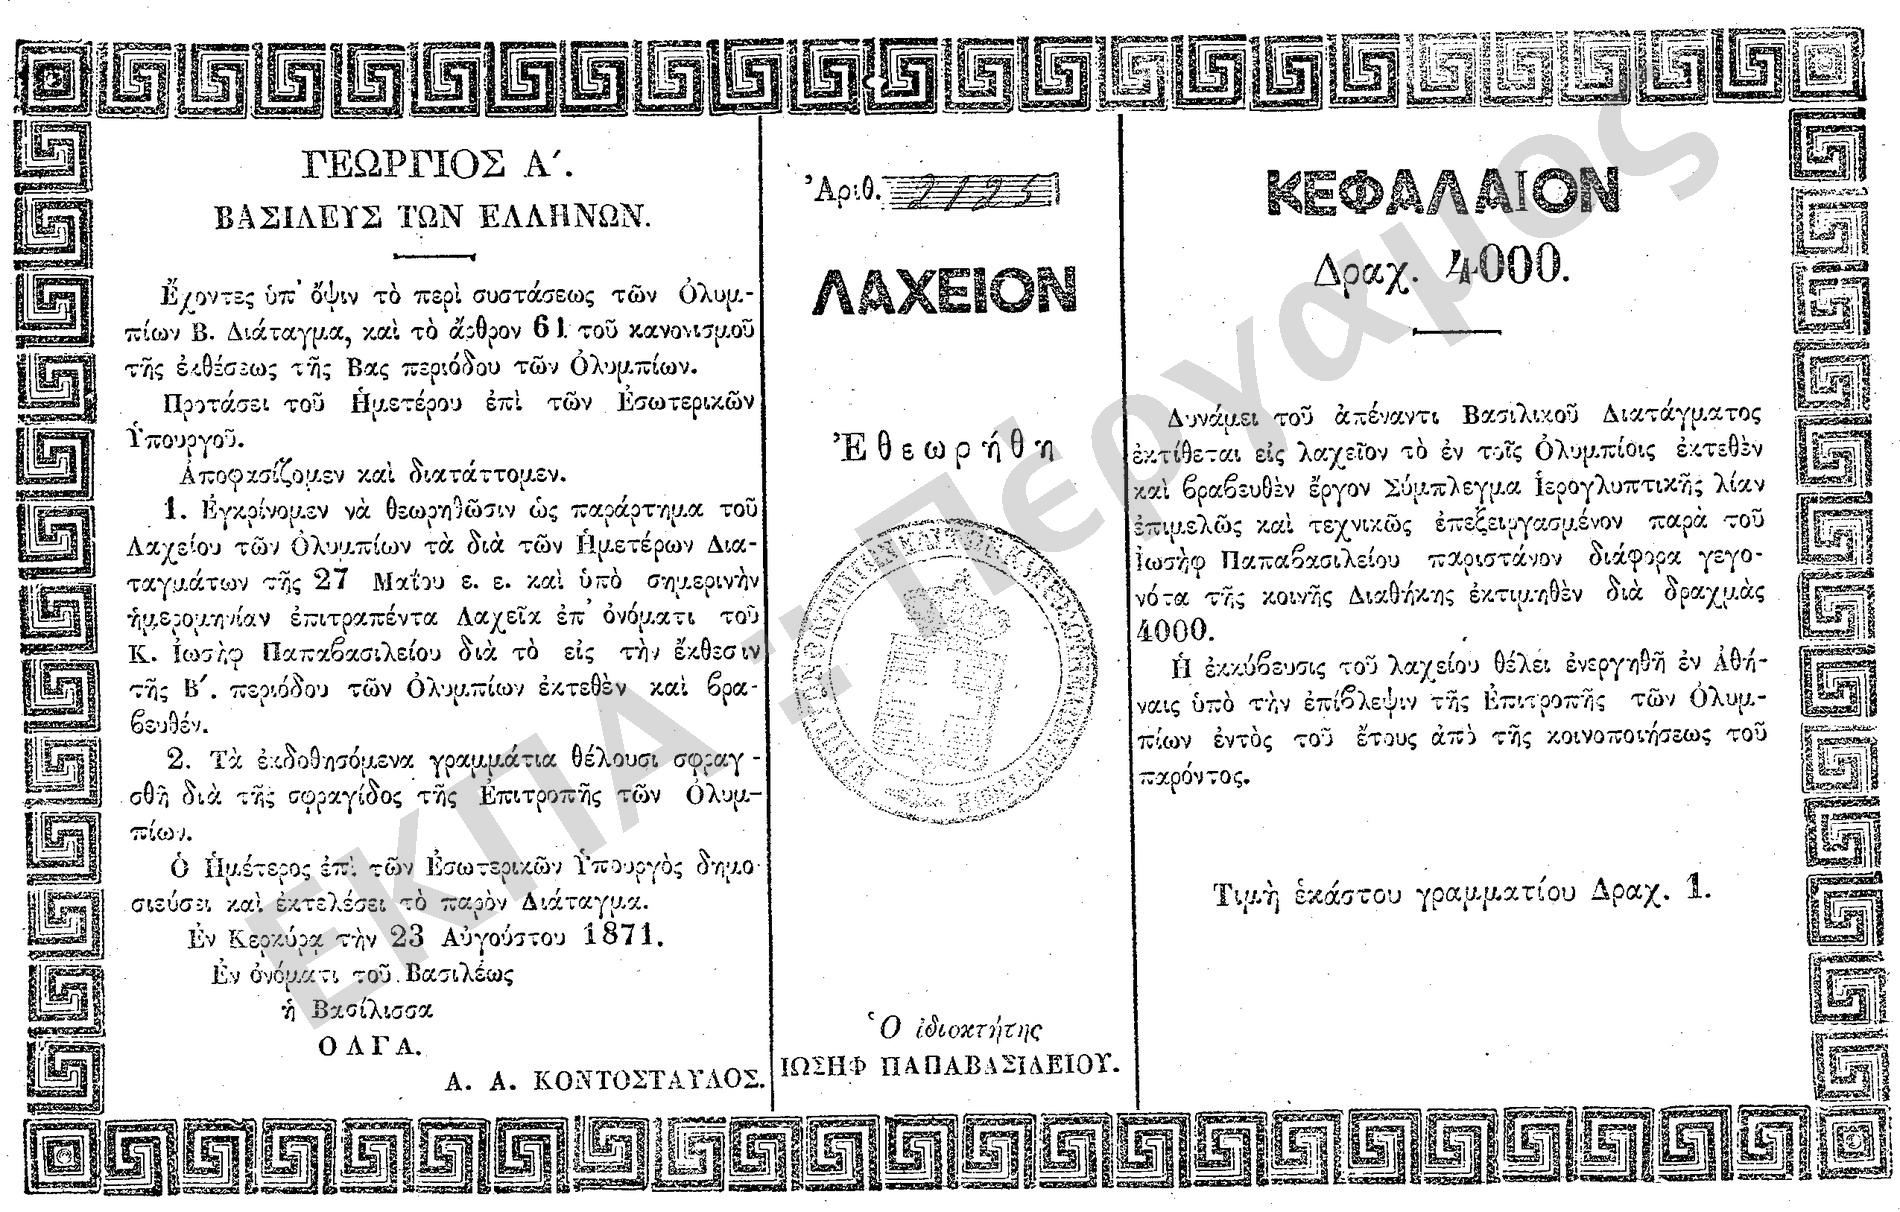 ΓΕΩΡΓΙΟΣ Α΄.
ΒΑΣΙΛΕΥΣ ΤΩΝ ΕΛΛΗΝΩΝ.
Ἔχοντες ὑπ' ὄψιν τὸ περὶ συστάσεως τῶν Ὀλυμ-
πίων Β. Διάταγμα, καὶ τὸ ἄρθρον 61 τοῦ κανονισμοῦ
τῆς ἐκθέσεως τῆς Βας περιόδου τῶν Ὀλυμπίων.
Προτάσει τοῦ Ἡμετέρου ἐπὶ τῶν Ἐσωτερικῶν
Ὑπουργοῦ.
Ἀποφασίζομεν καὶ διατάττομεν.
1. Ἐγκρίνομεν νὰ θεωρηθῶσιν ὡς παράρτημα τοῦ
Λαχείου τῶν Ὀλυμπίων τὰ διὰ τῶν Ἡμετέρων Δια-
ταγμάτων τῆς 27 Μαΐου ε. ε. καὶ ὑπὸ σημερινὴν
ἡμερομηνίαν ἐπιτραπέντα Λαχεῖα ἐπ' ὀνόματι τοῦ
Κ. Ἰωσὴφ Παπαβασιλείου διὰ τὸ εἰς τὴν ἔκθεσιν
τῆς Β΄. περιόδου τῶν Ὀλυμπίων ἐκτεθὲν καὶ βρα-
βευθέν.
2. Τὰ ἐκδοθησόμενα γραμμάτια θέλουσι σφραγ-
σθῆ διὰ τῆς σφραγίδος τῆς Ἐπιτροπῆς τῶν Ὀλυμ-
πίων.
Ὁ Ἡμέτερος ἐπὶ τῶν Ἐσωτερικῶν Ὑπουργὸς δημο-
σιεύσει καὶ ἐκτελέσει τὸ παρὸν Διάταγμα.
Ἐν Κερκύρα τὴν 23 Αὐγούστου 1871.
Ἐν ὀνόματι τοῦ Βασιλέως
ἡ Βασίλισσα
ΟΛΓΑ.
Α. Α. ΚΟΝΤΟΣΤΑΥΛΟΣ.
Ἀριθ. 2125
ΛΑΧΕΙΟΝ
Ἐθεωρήθη
Ὁ ἰδιοκτήτης
ΙΩΣΗΦ ΠΑΠΑΒΑΣΙΛΕΙΟΥ.
ΚΕΦΑΛΑΙΟΝ
Δραχ. 4000.
Δυνάμει τοῦ ἀπέναντι Βασιλικοῦ Διατάγματος
ἐκτίθεται εἰς λαχεῖον τὸ ἐν τοῖς Ὀλυμπίοις ἐκτεθὲν
καὶ βραβευθὲν ἔργον Σύμπλεγμα Ἱερογλυπτικῆς λίαν
ἐπιμελῶς καὶ τεχνικῶς ἐπεξειργασμένον παρὰ τοῦ
Ἰωσὴφ Παπαβασιλείου παριστάνον διάφορα γεγο-
νότα τῆς κοινῆς Διαθήκης ἐκτιμηθὲν διὰ δραχμὰς
4000.
Ἡ ἐκκύβευσις τοῦ λαχείου θέλει ἐνεργηθῆ ἐν Ἀθή-
ναις ὑπὸ τὴν ἐπίβλεψιν τῆς Ἐπιτροπῆς τῶν Ὀλυμ-
πίων ἐντὸς τοῦ ἔτους ἀπὸ τῆς κοινοποιήσεως τοῦ
παρόντος.
Τιμὴ ἑκάστου γραμματίου Δραχ. 1.
ΕΚΠΑ :: Πέργαμος